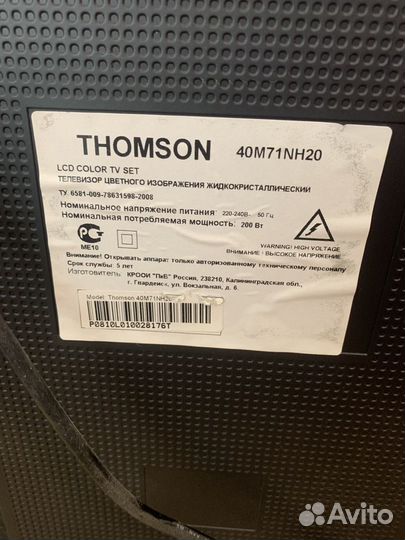 THOMSON 40M71NH20
LCD COLOR TV SET
ТЕЛЕВИЗОР ЦВЕТНОГО ИЗОБРАЖЕНИЯ ЖИДКОКРИСТАЛЛИЧЕСКИЙ
ТУ 6581-009-78631598-2008
Номинальное напряжение питания: 220-240В~ 50 Гц
Номинальная потребляемая мощность: 200 Вт
МЕ10
WARNING! HIGH VOLTAGE
ВНИМАНИЕ! ВЫСОКОЕ НАПРЯЖЕНИЕ
Внимание! Открывать аппарат только авторизованному техническому персоналу
Срок службы: 5 лет
Изготовитель: КРООИ "ПьЕ" Россия, 238210, Калининградская обл.,
г. Гвардейск, ул. Вокзальная, д. 6.
Model: Thomson 40M71NH20
P0810L010028176T
Avito